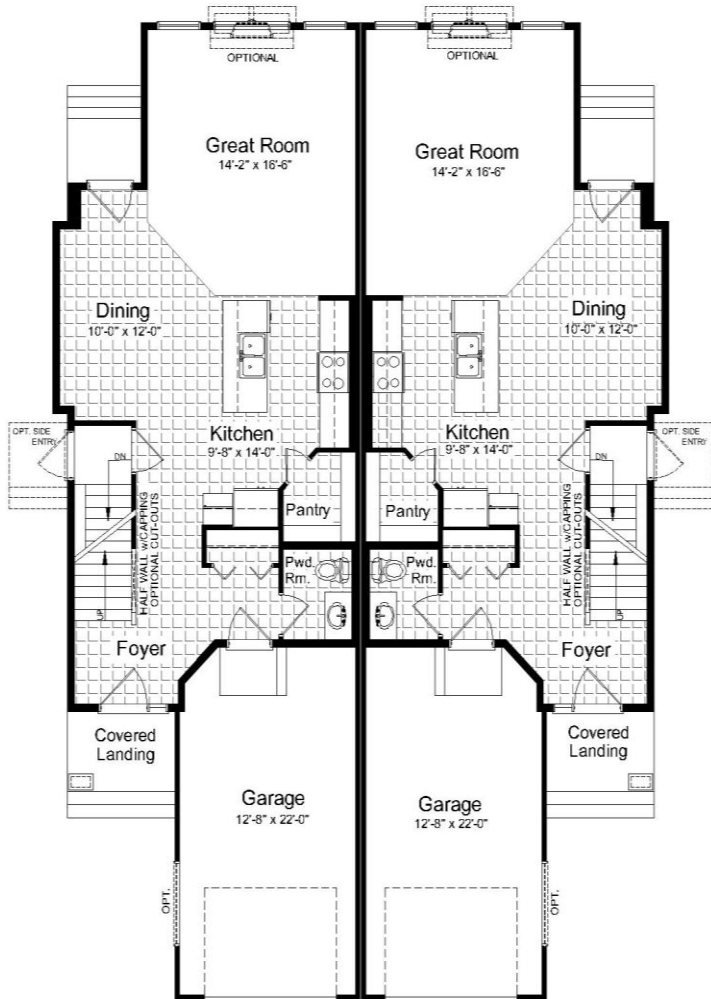 OPTIONAL
OPTIONAL
Great Room
14'-2" x 16'-6"
Great Room
14'-2" x 16'-6"
Dining
10'-0" x 12'-0"
Dining
10'-0" x 12'-0"
OPT. SIDE
ENTRY
DN
Kitchen
9'-8" x 14'-0"
Kitchen
9'-8" x 14'-0"
DN
OPT. SIDE
ENTRY
Pantry
Pantry
HALF WALL w/CAPPING
OPTIONAL CUT-OUTS
HALF WALL w/CAPPING
OPTIONAL CUT-OUTS
Pwd.
Rm.
Pwd.
Rm.
UP
UP
Foyer
Foyer
Covered
Landing
Covered
Landing
Garage
12'-8" x 22'-0"
Garage
12'-8" x 22'-0"
OPT.
OPT.